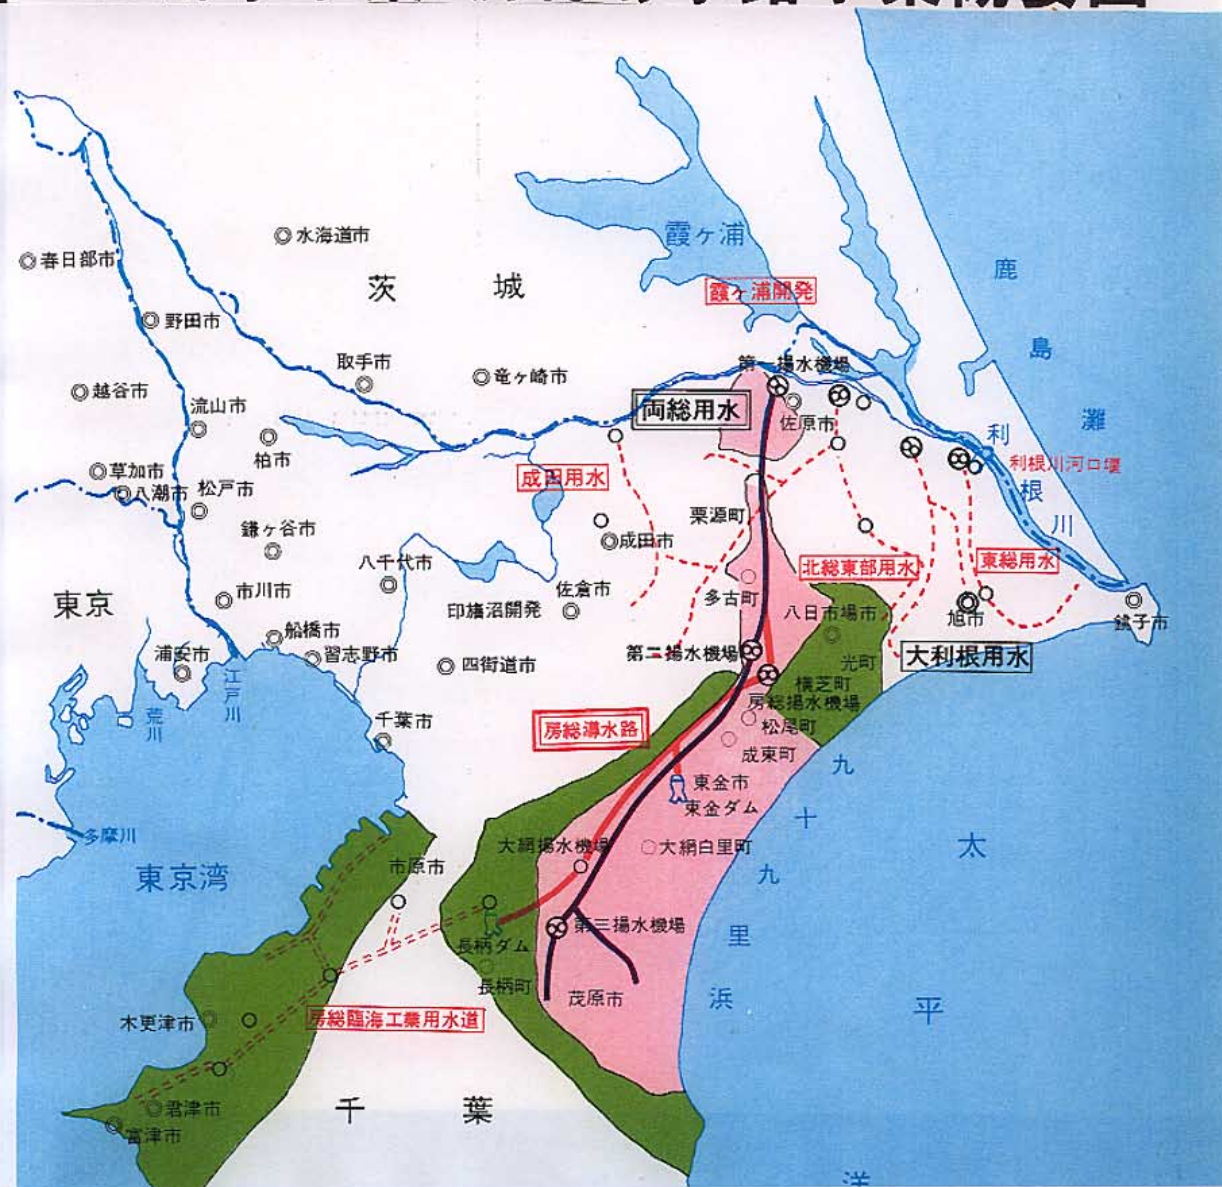 水海道市
春日部市
霞ヶ浦
鹿
島
灘
茨 城
霞ヶ浦開発
野田市
取手市
竜ヶ崎市
第一揚水機場
越谷市
流山市
両総用水
佐原市
柏市
利
根
川
利根川河口堰
草加市
八潮市
松戸市
成田用水
栗源町
鎌ヶ谷市
成田市
八千代市
北総東部用水
東総用水
東京
市川市
印旛沼開発
佐倉市
多古町
八日市場市
旭市
銚子市
船橋市
習志野市
浦安市
四街道市
第二揚水機場
光町
大利根用水
江戸川
荒川
横芝町
房総揚水機場
千葉市
房総導水路
松尾町
成東町
九
十
九
里
浜
東金市
東金ダム
多摩川
東京湾
市原市
大網揚水機場
大網白里町
太
平
洋
長柄ダム
第三揚水機場
長柄町
茂原市
木更津市
房総臨海工業用水道
君津市
富津市
千 葉